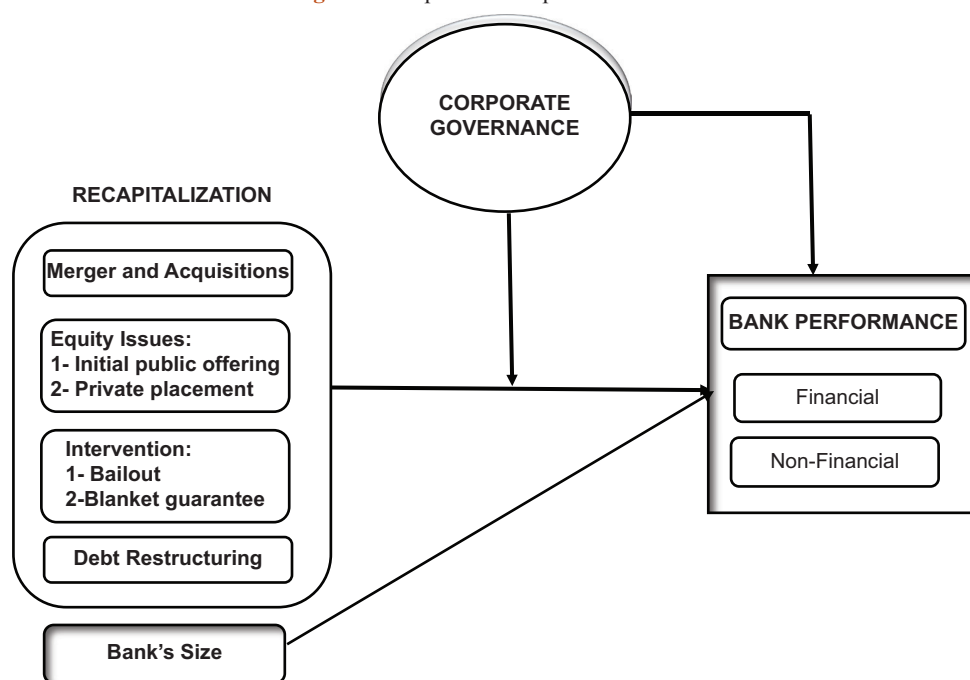 CORPORATE
GOVERNANCE
RECAPITALIZATION
Merger and Acquisitions
Equity Issues:
1- Initial public offering
2- Private placement
Intervention:
1- Bailout
2-Blanket guarantee
Debt Restructuring
Bank's Size
BANK PERFORMANCE
Financial
Non-Financial